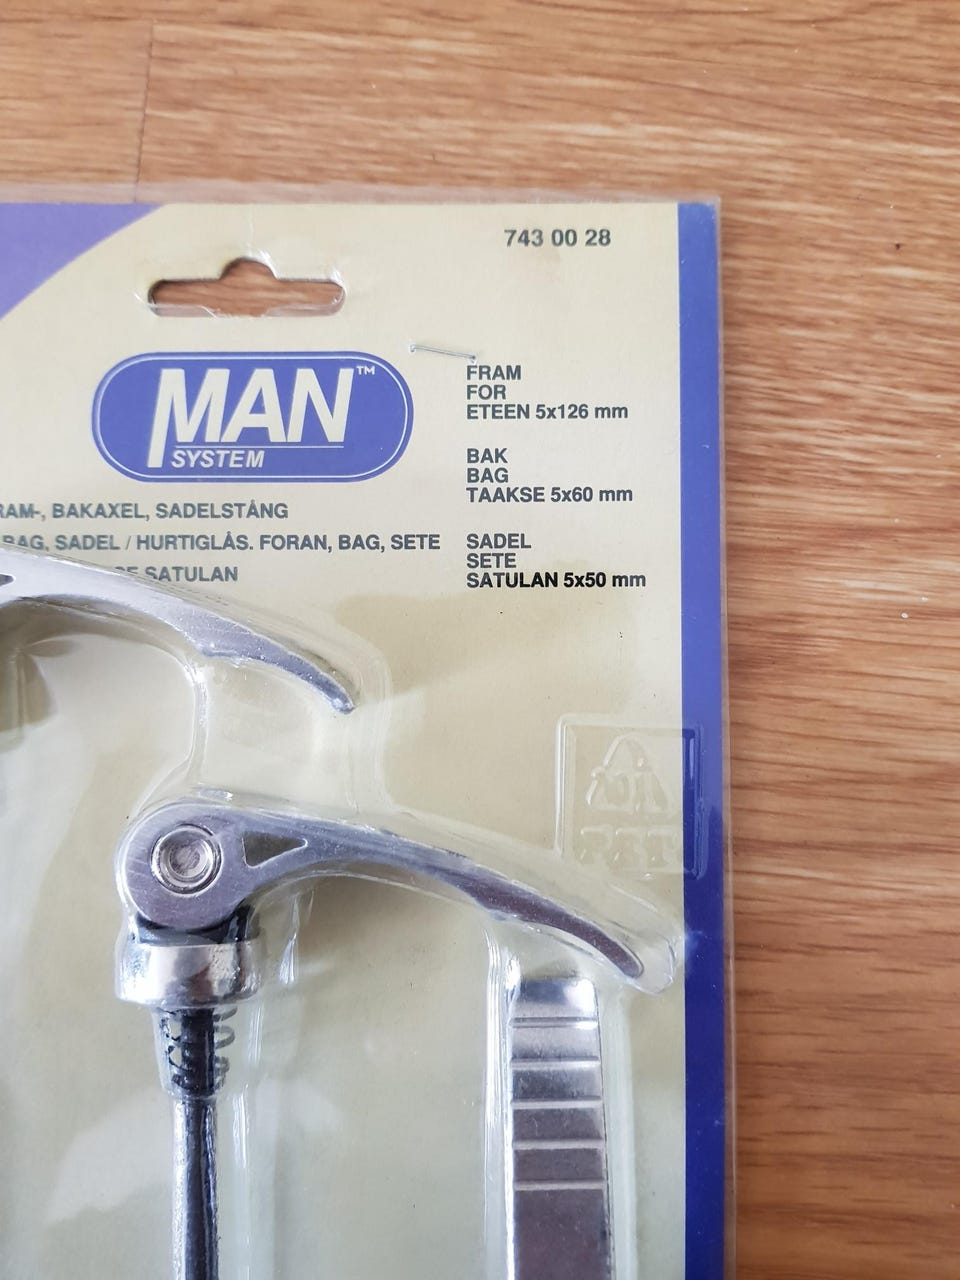 743 00 28
MAN™
SYSTEM
FRAM
FOR
ETEEN 5x126 mm
BAK
BAG
TAAKSE 5x60 mm
SADEL
SETE
SATULAN 5x50 mm
BAKAXEL, SADELSTÅNG
BAG, SADEL / HURTIGLÅS. FORAN, BAG, SETE
SATULAN